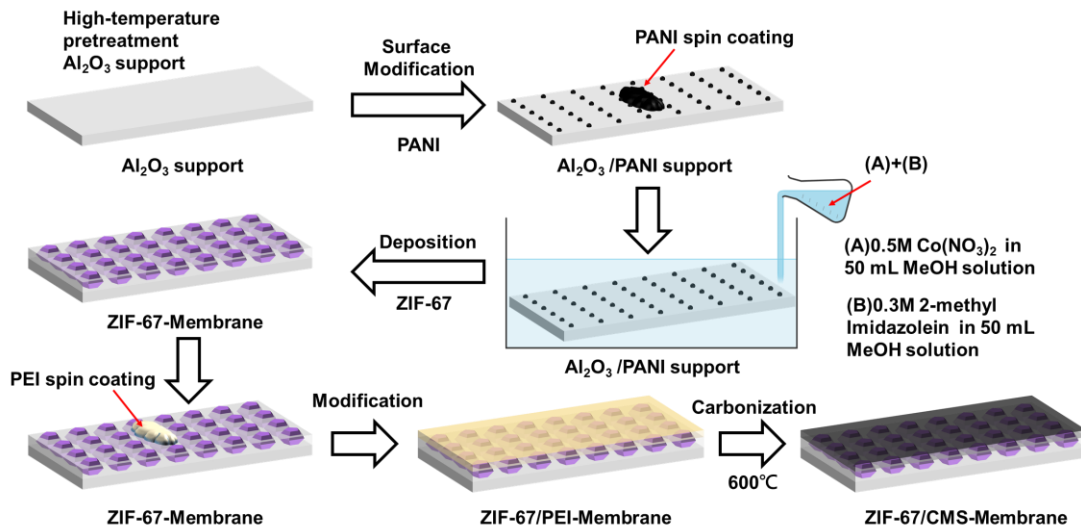 High-temperature
pretreatment
Al₂O₃ support
Al₂O₃ support
Surface
Modification
PANI
PANI spin coating
Al₂O₃ /PANI support
(A)+(B)
(A)0.5M Co(NO₃)₂ in
50 mL MeOH solution
(B)0.3M 2-methyl
Imidazolein in 50 mL
MeOH solution
Al₂O₃ /PANI support
Deposition
ZIF-67
ZIF-67-Membrane
PEI spin coating
ZIF-67-Membrane
Modification
ZIF-67/PEI-Membrane
Carbonization
600℃
ZIF-67/CMS-Membrane